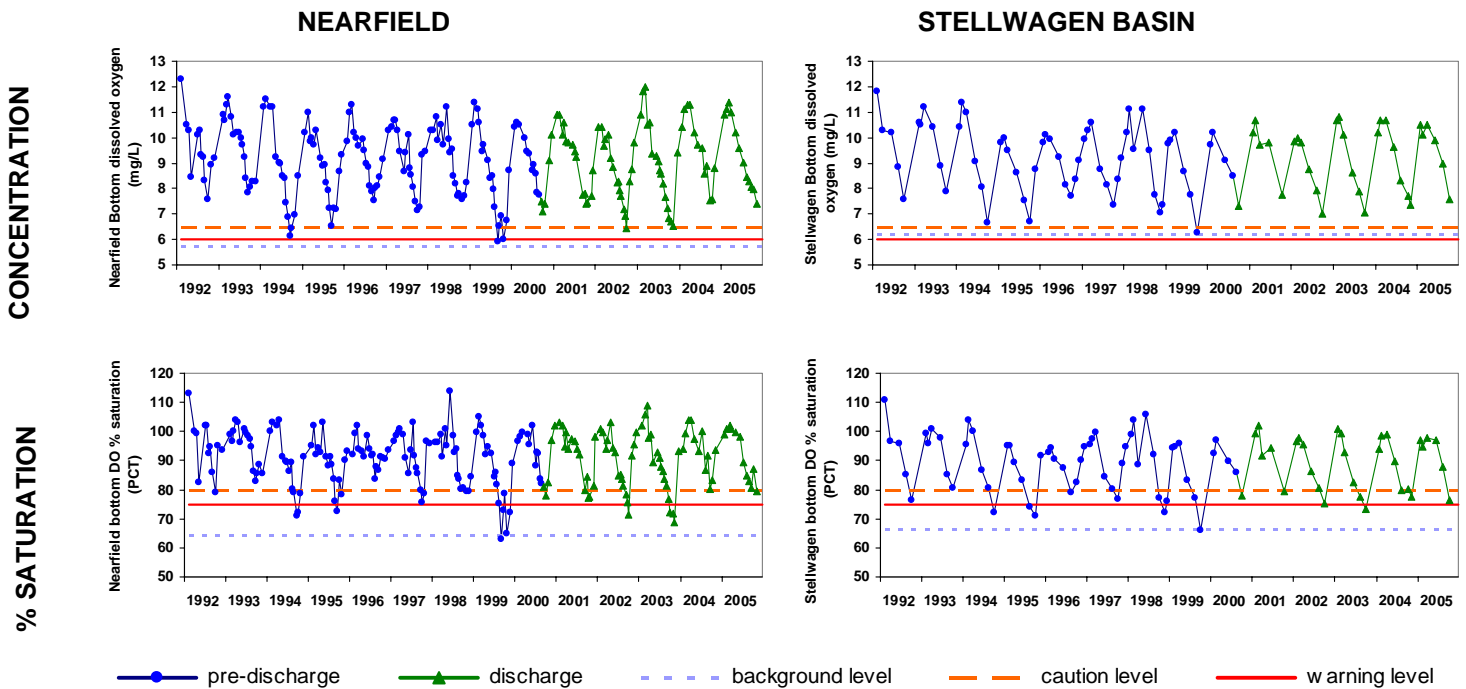 NEARFIELD
STELLWAGEN BASIN
CONCENTRATION
Nearfield Bottom dissolved oxygen
(mg/L)
13
12
11
10
9
8
7
6
5
1992 1993 1994 1995 1996 1997 1998 1999 2000 2001 2002 2003 2004 2005
Stellwagen Bottom dissolved
oxygen (mg/L)
13
12
11
10
9
8
7
6
5
1992 1993 1994 1995 1996 1997 1998 1999 2000 2001 2002 2003 2004 2005
% SATURATION
Nearfield bottom DO % saturation
(PCT)
120
110
100
90
80
70
60
50
1992 1993 1994 1995 1996 1997 1998 1999 2000 2001 2002 2003 2004 2005
Stellwagen bottom DO % saturation
(PCT)
120
110
100
90
80
70
60
50
1992 1993 1994 1995 1996 1997 1998 1999 2000 2001 2002 2003 2004 2005
pre-discharge discharge background level caution level warning level